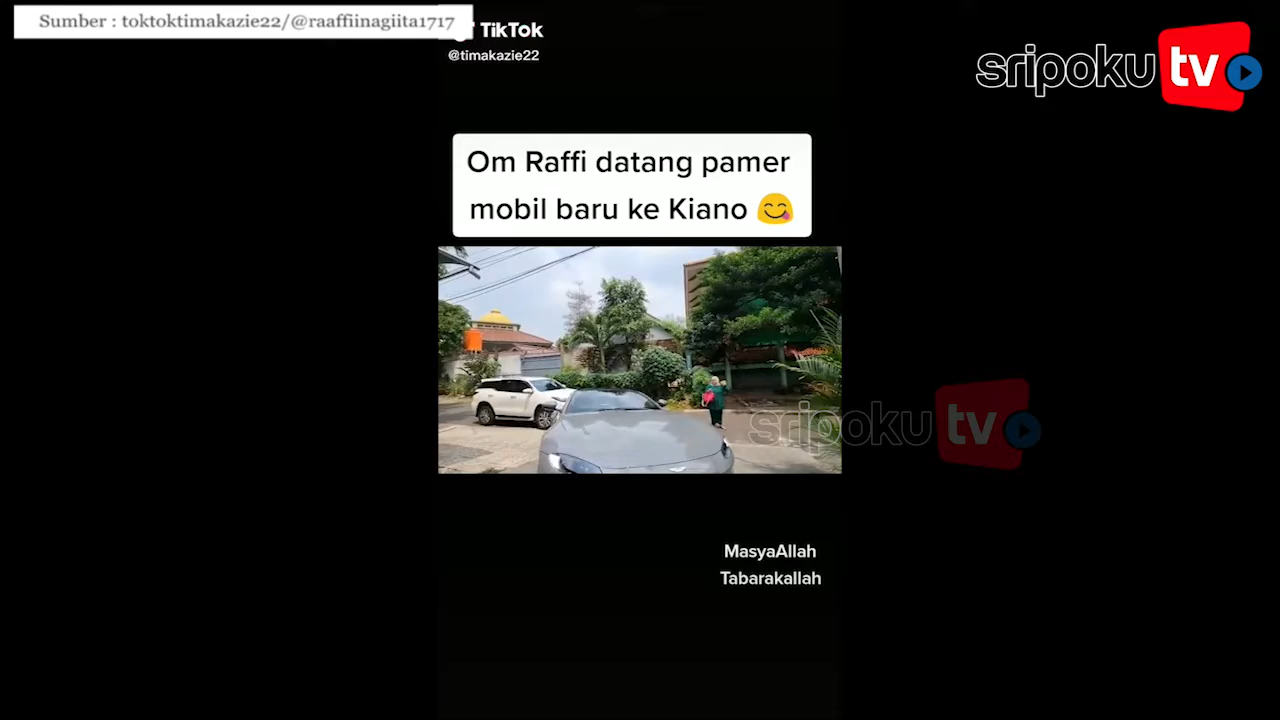 Sumber : toktoktimakazie22/@raaffiinagiita1717
TikTok
@timakazie22
sripoku tv
Om Raffi datang pamer
mobil baru ke Kiano 😋
sripoku tv
MasyaAllah
Tabarakallah